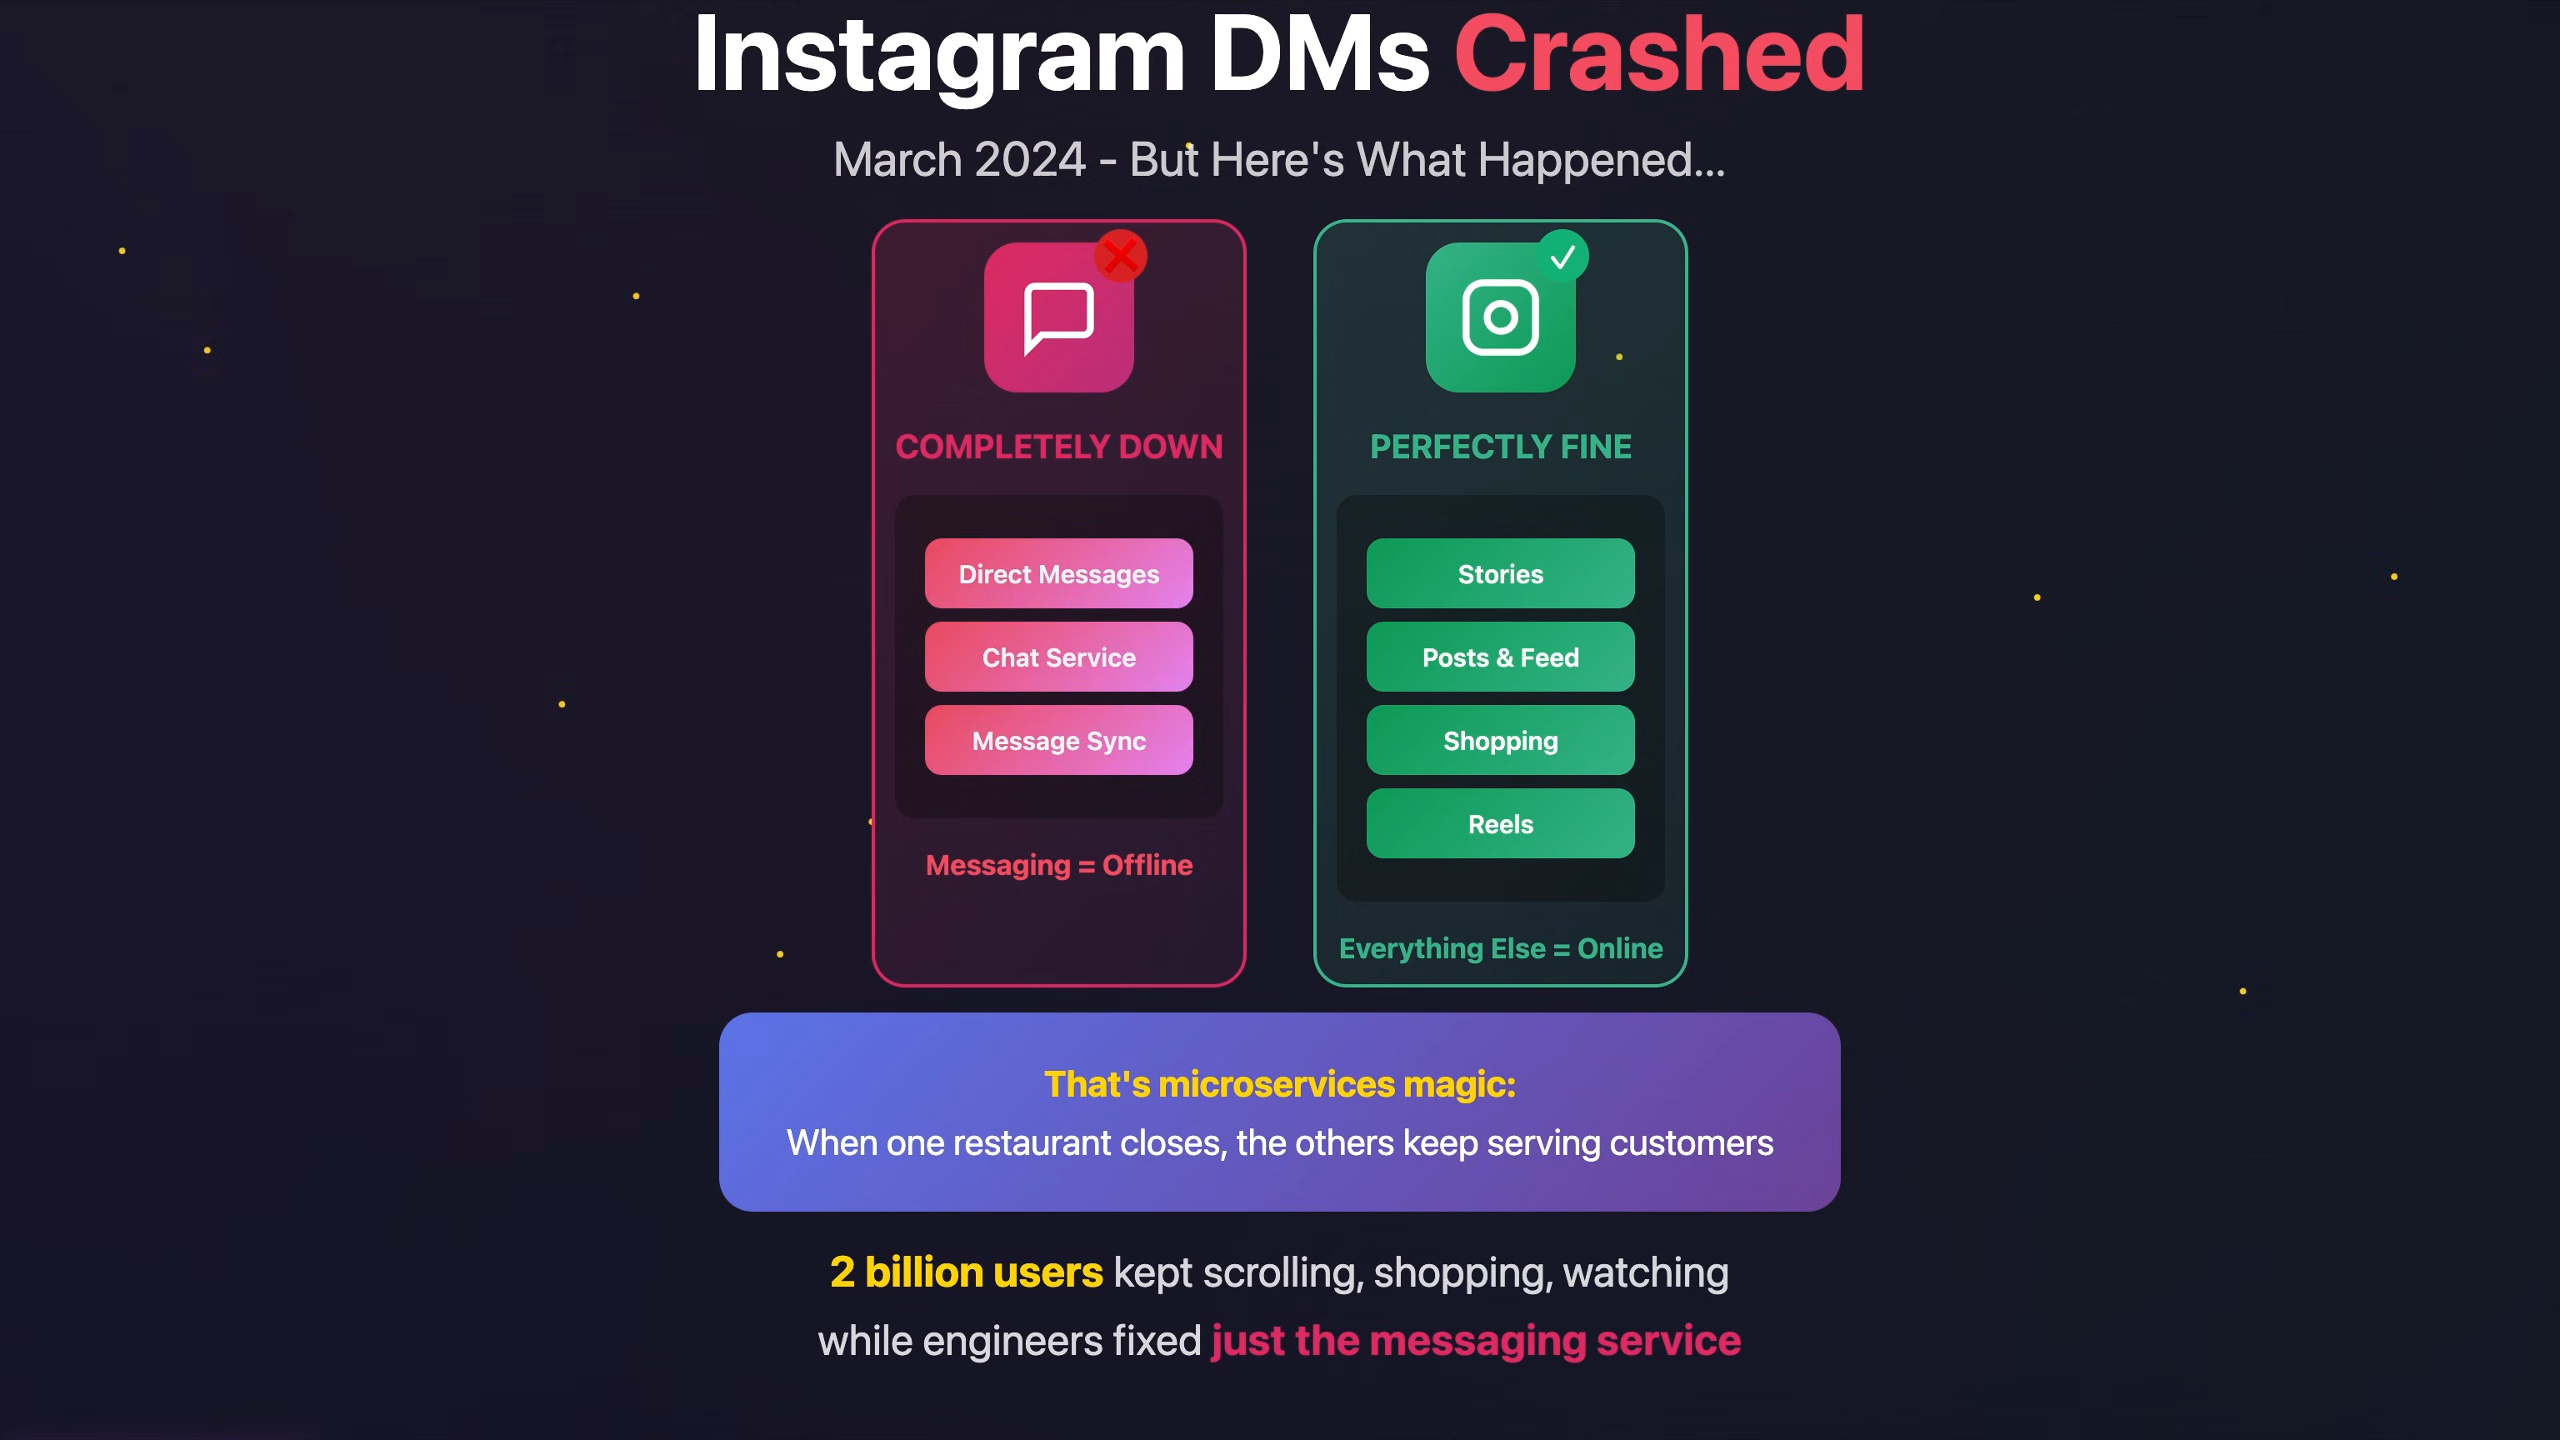 Instagram DMs Crashed
March 2024 - But Here's What Happened...
COMPLETELY DOWN
Direct Messages
Chat Service
Message Sync
Messaging = Offline
PERFECTLY FINE
Stories
Posts & Feed
Shopping
Reels
Everything Else = Online
That's microservices magic:
When one restaurant closes, the others keep serving customers
2 billion users kept scrolling, shopping, watching
while engineers fixed just the messaging service